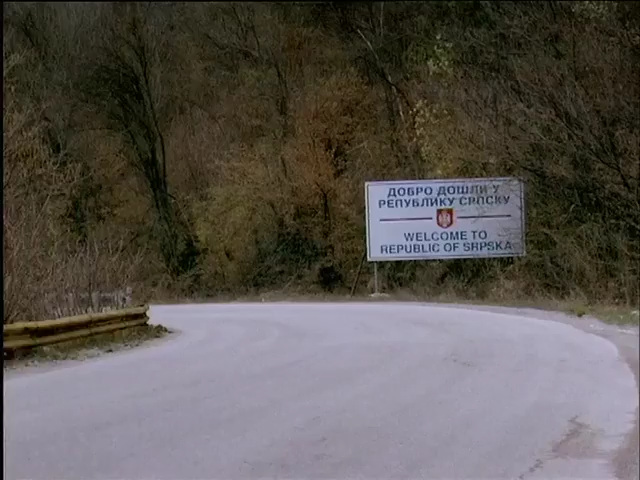 ДОБРО ДОШЛИ У
РЕПУБЛИКУ СРПСКУ
WELCOME TO
REPUBLIC OF SRPSKA